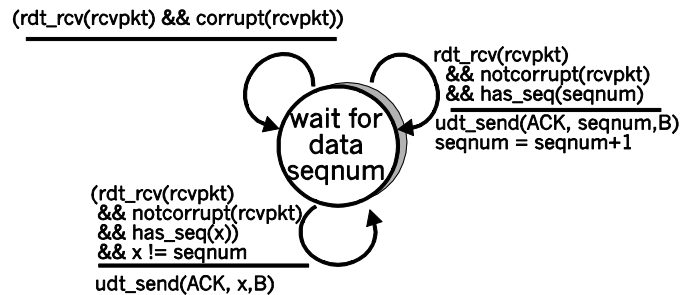 (rdt_rcv(rcvpkt) && corrupt(rcvpkt))
rdt_rcv(rcvpkt)
&& notcorrupt(rcvpkt)
&& has_seq(seqnum)
udt_send(ACK, seqnum,B)
seqnum = seqnum+1
wait for
data
seqnum
(rdt_rcv(rcvpkt)
&& notcorrupt(rcvpkt)
&& has_seq(x))
&& x != seqnum
udt_send(ACK, x,B)